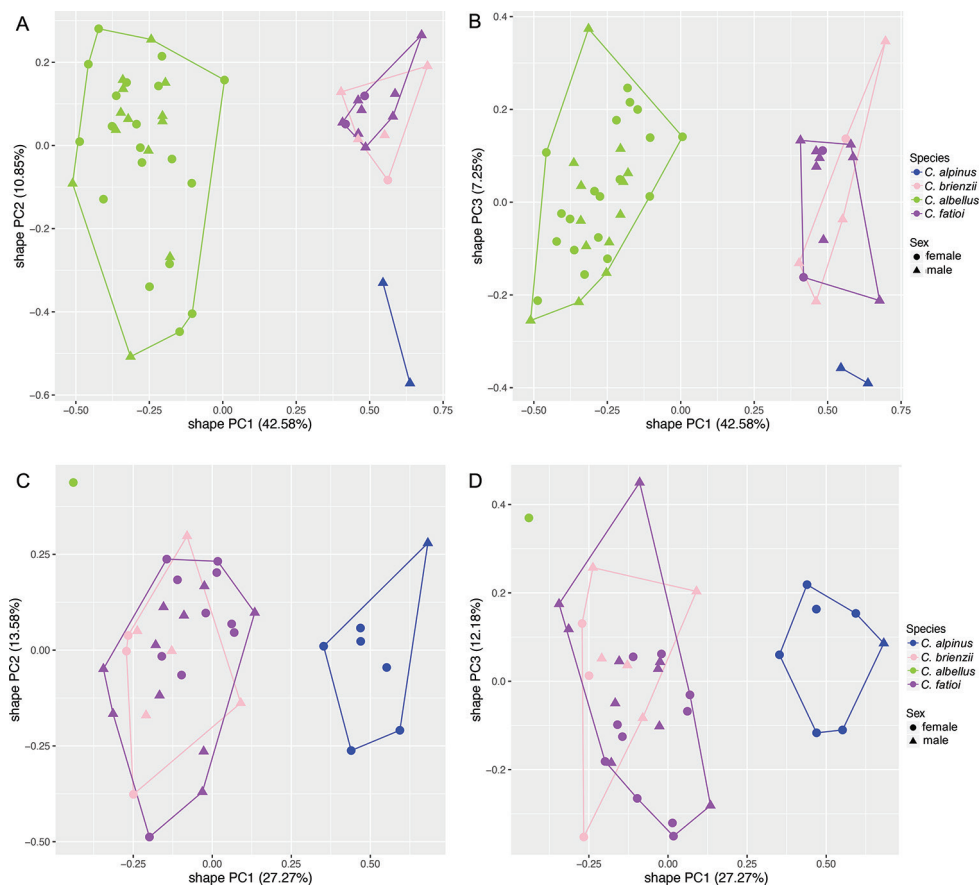 A
0.2
0.0
−0.2
−0.4
−0.6
shape PC2 (10.85%)
−0.50
−0.25
0.00
0.25
0.50
0.75
shape PC1 (42.58%)
B
0.4
0.2
0.0
−0.2
−0.4
shape PC3 (7.25%)
−0.50
−0.25
0.00
0.25
0.50
0.75
shape PC1 (42.58%)
Species
C. alpinus
C. brienzii
C. albellus
C. fatioi
Sex
female
male
C
0.25
0.00
−0.25
−0.50
shape PC2 (13.58%)
−0.25
0.00
0.25
0.50
shape PC1 (27.27%)
D
0.4
0.2
0.0
−0.2
shape PC3 (12.18%)
−0.25
0.00
0.25
0.50
shape PC1 (27.27%)
Species
C. alpinus
C. brienzii
C. albellus
C. fatioi
Sex
female
male